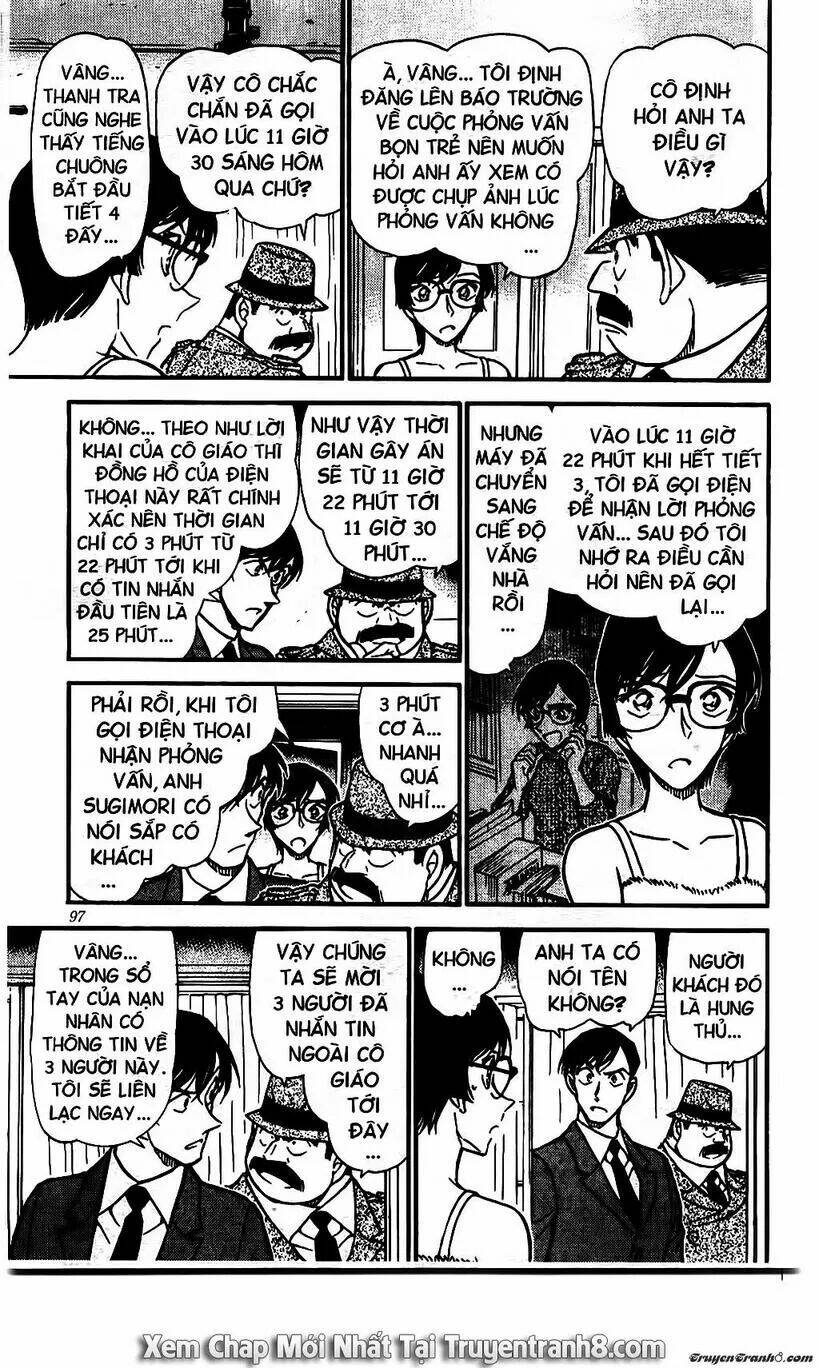 CÔ ĐỊNH
HỎI ANH TA
ĐIỀU GÌ
VẬY?
À, VÂNG... TÔI ĐỊNH
ĐĂNG LÊN BÁO TRƯỜNG
VỀ CUỘC PHỎNG VẤN
BỌN TRẺ NÊN MUỐN
HỎI ANH ẤY XEM CÓ
ĐƯỢC CHỤP ẢNH LÚC
PHỎNG VẤN KHÔNG
...
VẬY CÔ CHẮC
CHẮN ĐÃ GỌI
VÀO LÚC 11 GIỜ
30 SÁNG HÔM
QUA CHỨ?
VÂNG...
THANH TRA
CŨNG NGHE
THẤY TIẾNG
CHUÔNG
BẮT ĐẦU
TIẾT 4
ĐẤY...
VÀO LÚC 11 GIỜ
22 PHÚT KHI HẾT TIẾT
3, TÔI ĐÃ GỌI ĐIỆN
ĐỂ NHẬN LỜI PHỎNG
VẤN... SAU ĐÓ TÔI
NHỚ RA ĐIỀU CẦN
HỎI NÊN ĐÃ GỌI
LẠI...
NHƯNG
MÁY ĐÃ
CHUYỂN
SANG
CHẾ ĐỘ
VẮNG
NHÀ
RỒI
...
NHƯ VẬY THỜI
GIAN GÂY ÁN
SẼ TỪ 11 GIỜ
22 PHÚT TỚI
11 GIỜ 30
PHÚT...
KHÔNG... THEO NHƯ LỜI
KHAI CỦA CÔ GIÁO THÌ
ĐỒNG HỒ CỦA ĐIỆN
THOẠI NÀY RẤT CHÍNH
XÁC NÊN THỜI GIAN
CHỈ CÓ 3 PHÚT TỪ
22 PHÚT TỚI KHI
CÓ TIN NHẮN
ĐẦU TIÊN LÀ
25 PHÚT...
3 PHÚT
CƠ À...
NHANH
QUÁ
NHỈ...
PHẢI RỒI, KHI TÔI
GỌI ĐIỆN THOẠI
NHẬN PHỎNG
VẤN, ANH
SUGIMORI CÓ
NÓI SẮP CÓ
KHÁCH
...
97
NGƯỜI
KHÁCH ĐÓ
LÀ HUNG
THỦ...
ANH TA CÓ
NÓI TÊN
KHÔNG?
KHÔNG
...
VẬY CHÚNG
TA SẼ MỜI
3 NGƯỜI ĐÃ
NHẮN TIN
NGOÀI CÔ
GIÁO
TỚI
ĐÂY...
VÂNG...
TRONG SỔ
TAY CỦA NẠN
NHÂN CÓ
THÔNG TIN VỀ
3 NGƯỜI NÀY.
TÔI SẼ LIÊN
LẠC NGAY...
Xem Chap Mới Nhất Tại Truyentranh8.com
TruyenTranh8.com